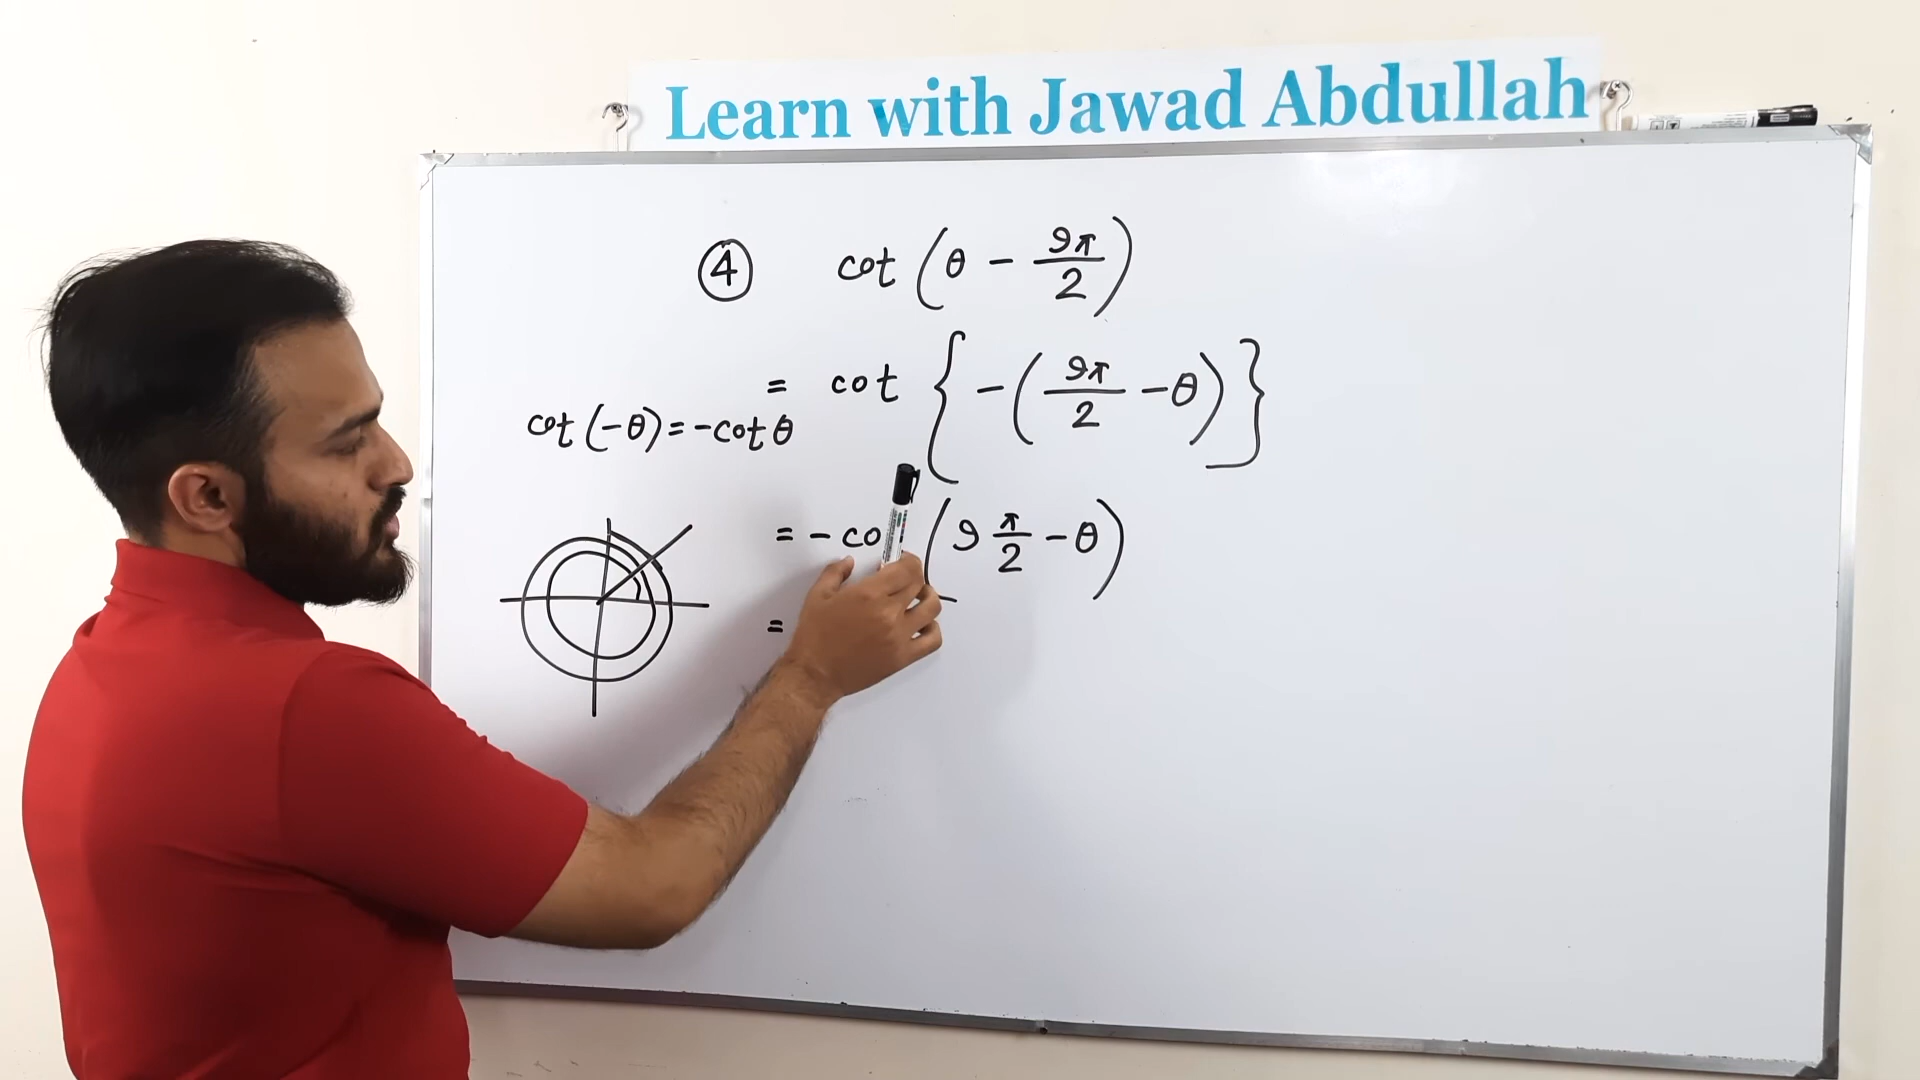 Learn with Jawad Abdullah
④ cot (θ - 9π/2)
= cot {-(9π/2 - θ)}
cot (-θ) = -cot θ
= - co (9 π/2 - θ)
=